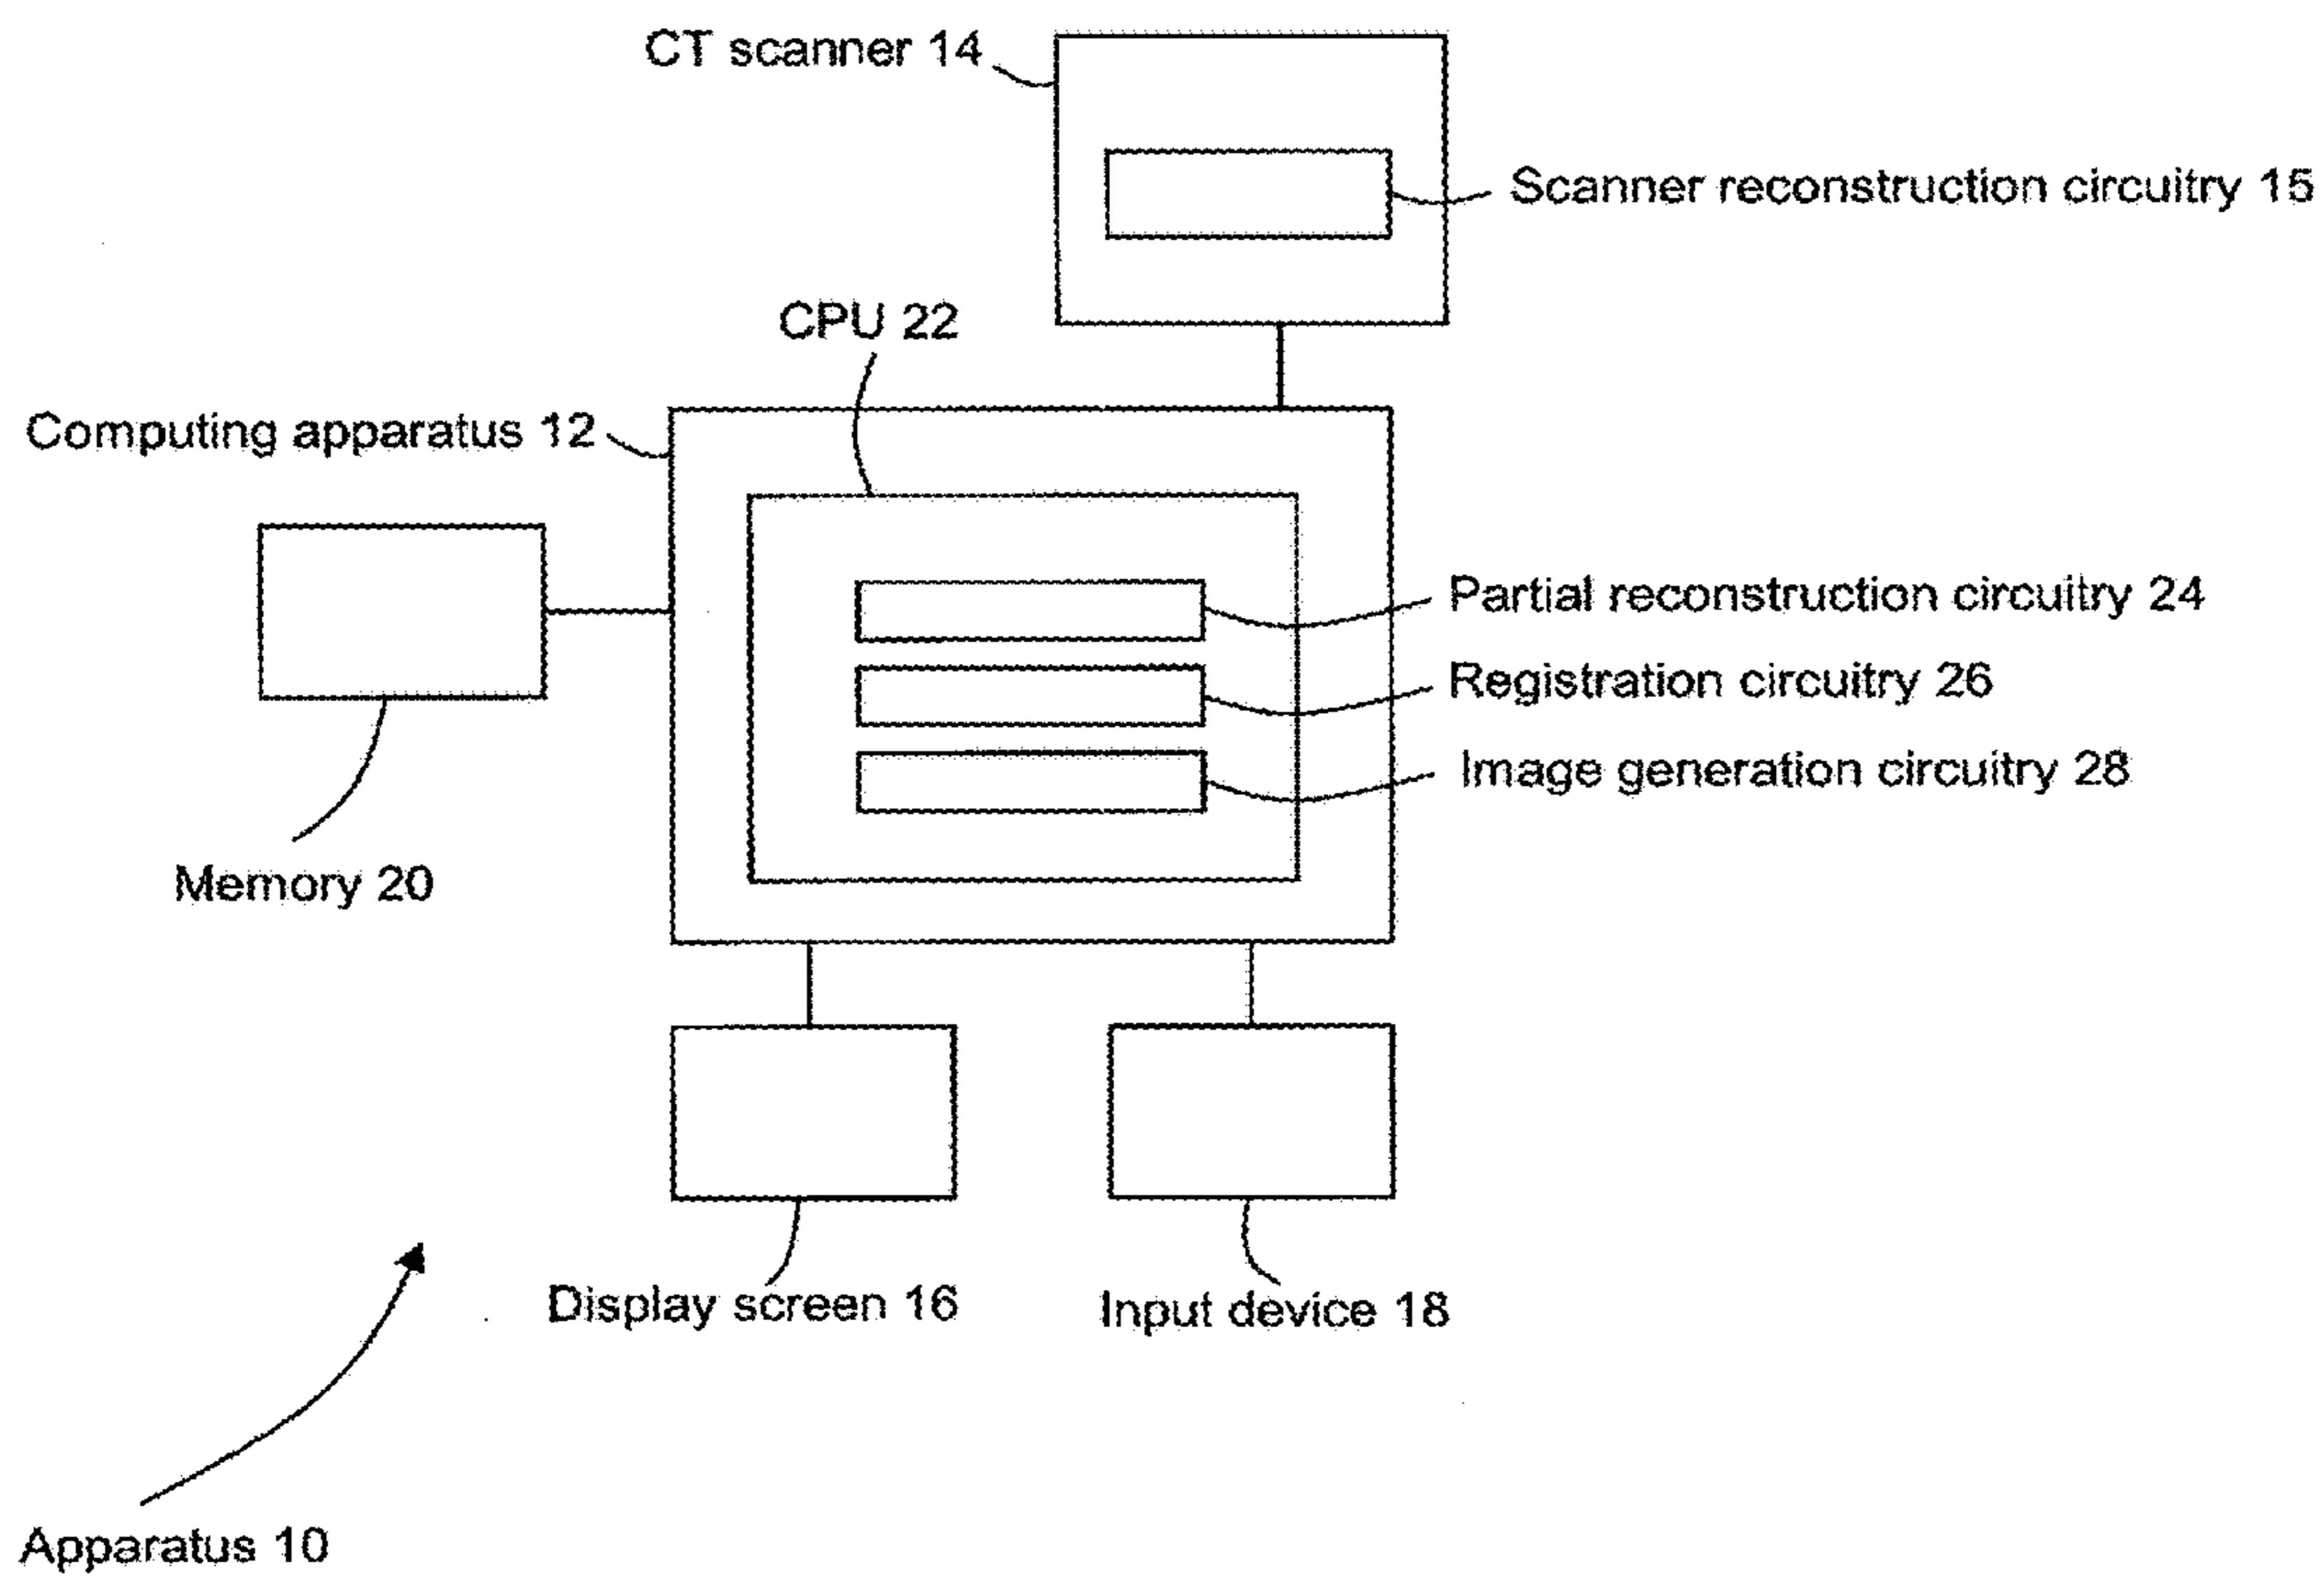 CT scanner 14
Scanner reconstruction circuitry 15
CPU 22
Computing apparatus 12
Partial reconstruction circuitry 24
Registration circuitry 26
Image generation circuitry 28
Memory 20
Display screen 16
Input device 18
Apparatus 10